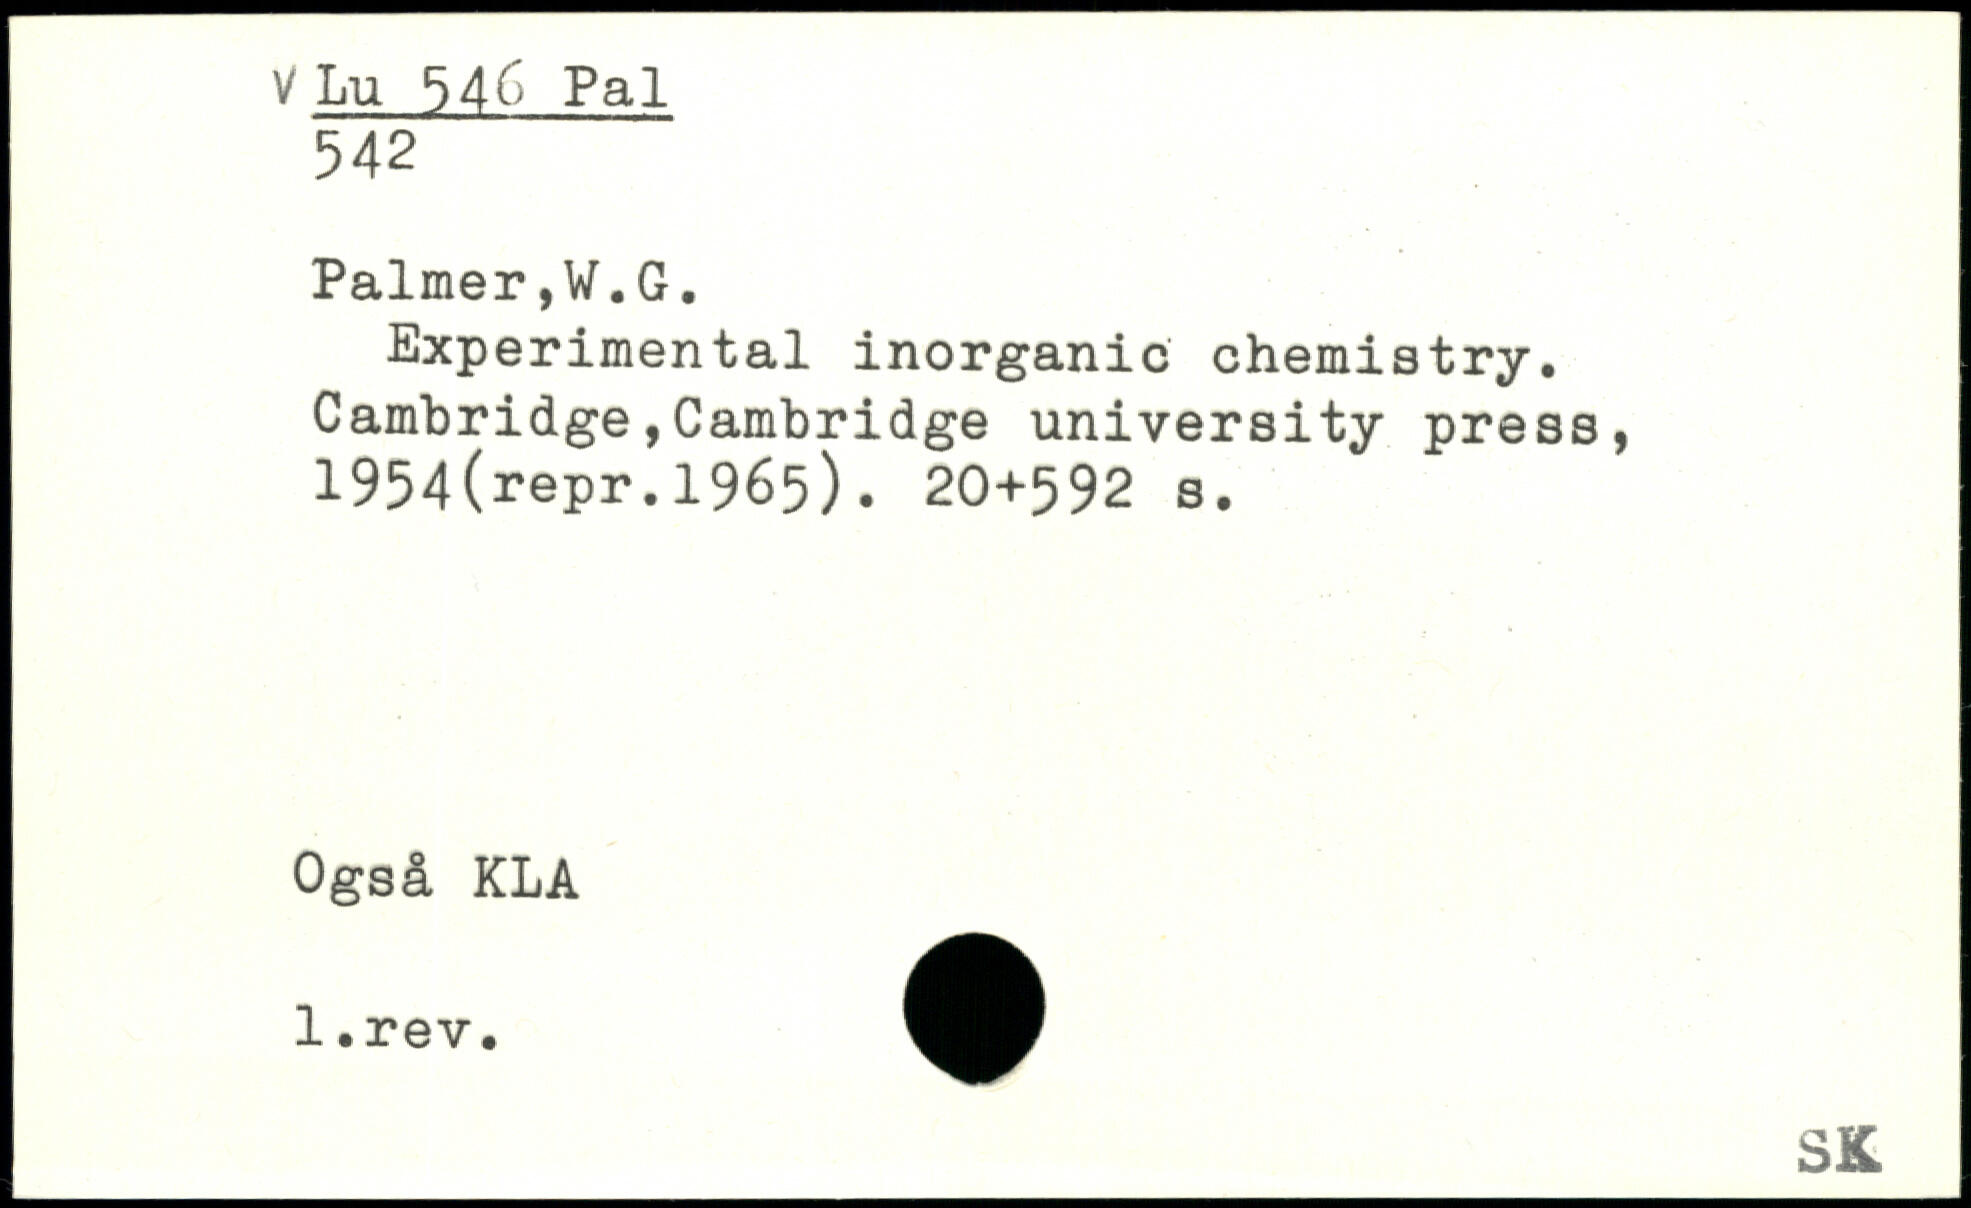 V Lu 546 Pal
542
Palmer,W.G.
Experimental inorganic chemistry.
Cambridge,Cambridge university press,
1954(repr.1965). 20+592 s.
Også KLA
1.rev.
SK